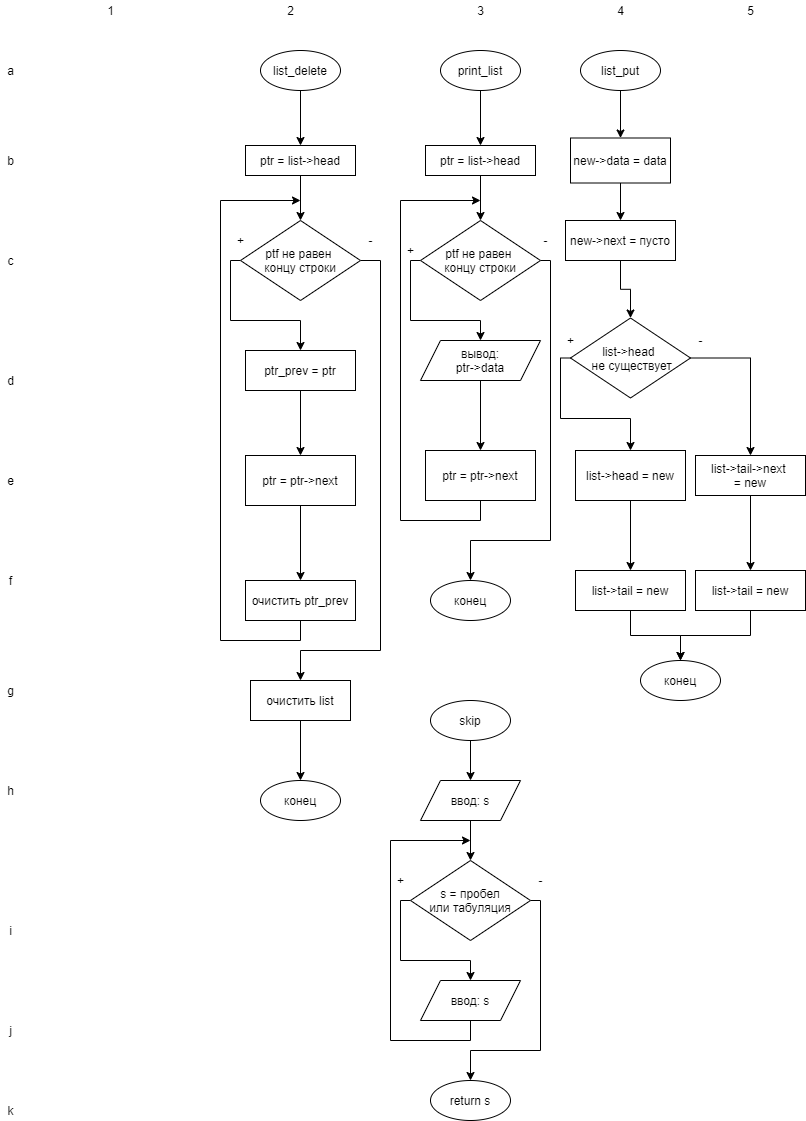 1 2 3 4 5
a
list_delete print_list list_put
b
ptr = list->head ptr = list->head new->data = data
new->next = пусто
c
+ -
ptf не равен
концу строки
+ -
ptf не равен
концу строки
+ -
list->head
не существует
d
ptr_prev = ptr
вывод:
ptr->data
e
ptr = ptr->next ptr = ptr->next list->head = new
list->tail->next
= new
f
очистить ptr_prev конец list->tail = new list->tail = new
g
очистить list
skip
конец
h
конец
ввод: s
+ -
s = пробел
или табуляция
i
ввод: s
j
return s
k